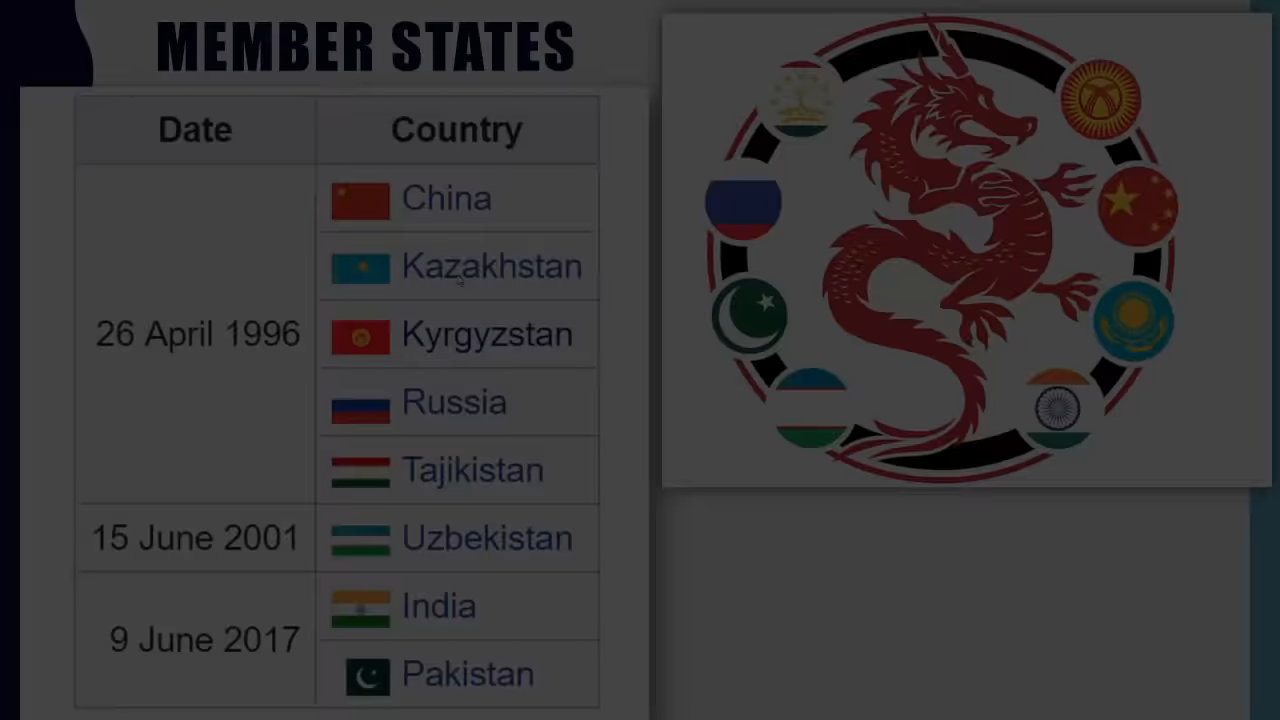 MEMBER STATES
Date Country
26 April 1996
China
Kazakhstan
Kyrgyzstan
Russia
Tajikistan
15 June 2001 Uzbekistan
9 June 2017
India
Pakistan